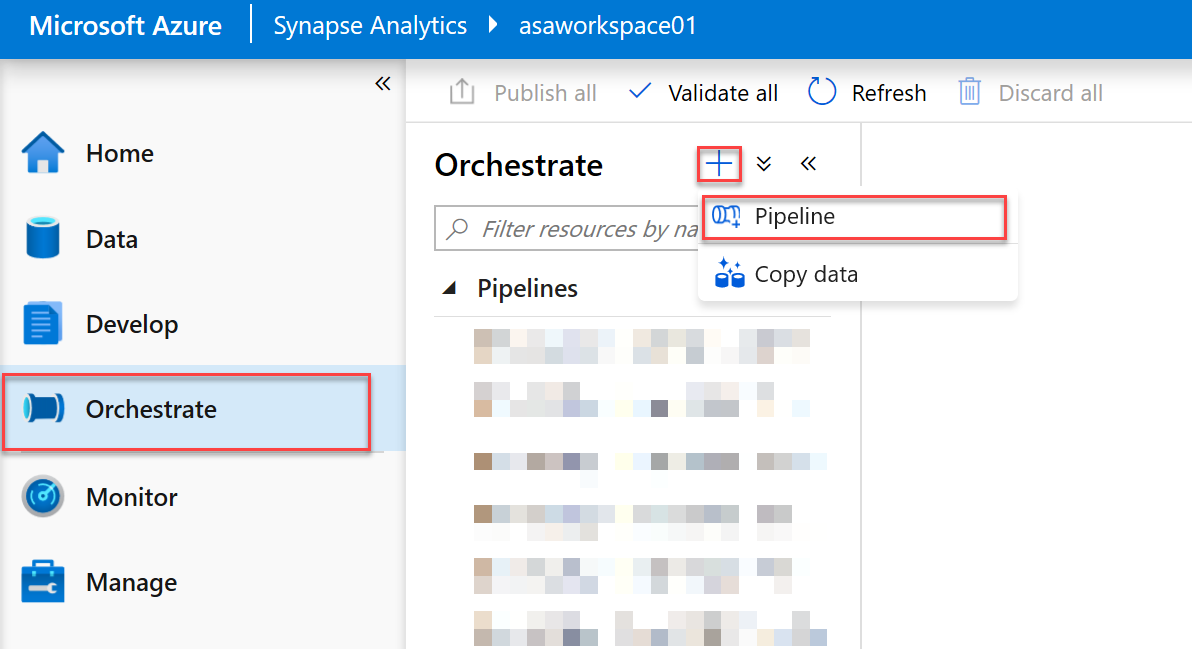 Microsoft Azure
Synapse Analytics
asaworkspace01
Publish all
Validate all
Refresh
Discard all
Home
Data
Develop
Orchestrate
Monitor
Manage
Orchestrate
Filter resources by na
Pipeline
Copy data
Pipelines